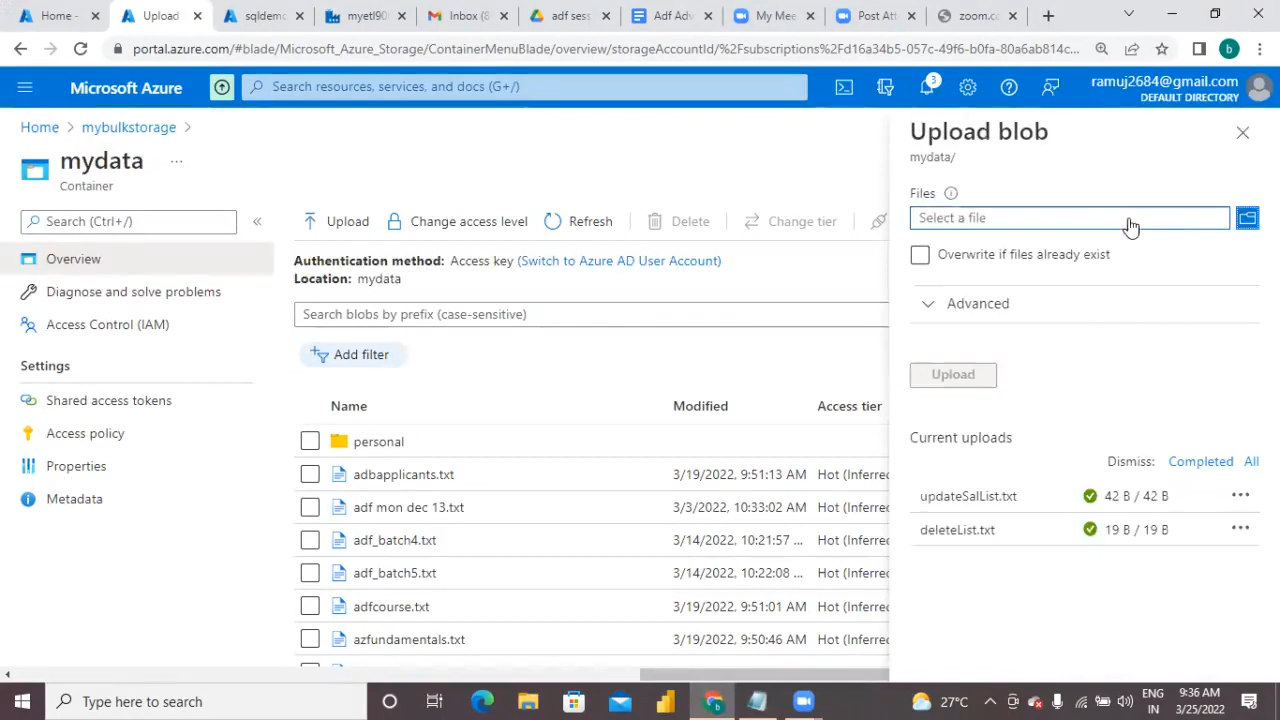 Home -
Upload
sqldemo
myetl90
Inbox (8
adf ses
Adf Adv
My Mee
Post Att
zoom.c
portal.azure.com/#blade/Microsoft_Azure_Storage/ContainerMenuBlade/overview/storageAccountId/%2Fsubscriptions%2Fd16a34b5-057c-49f6-b0fa-80a6ab814c...
b
Microsoft Azure
Search resources, services, and docs (G+/)
3
ramuj2684@gmail.com
DEFAULT DIRECTORY
Home > mybulkstorage >
mydata ...
Container
Search (Ctrl+/)
«
Overview
Diagnose and solve problems
Access Control (IAM)
Settings
Shared access tokens
Access policy
Properties
Metadata
Upload Change access level Refresh Delete Change tier
Authentication method: Access key (Switch to Azure AD User Account)
Location: mydata
Search blobs by prefix (case-sensitive)
Add filter
Name Modified Access tier
personal
adbapplicants.txt 3/19/2022, 9:51:13 AM Hot (Inferred
adf mon dec 13.txt 3/3/2022, 10:33:02 AM Hot (Inferred
adf_batch4.txt 3/14/2022, 10:21:57 ... Hot (Inferred
adf_batch5.txt 3/14/2022, 10:22:08 ... Hot (Inferred
adfcourse.txt 3/19/2022, 9:51:01 AM Hot (Inferred
azfundamentals.txt 3/19/2022, 9:50:46 AM Hot (Inferred
Upload blob
mydata/
Files
Select a file
Overwrite if files already exist
Advanced
Upload
Current uploads
Dismiss: Completed All
updateSalList.txt 42 B / 42 B ...
deleteList.txt 19 B / 19 B ...
Type here to search
27°C
ENG
IN
9:36 AM
3/25/2022